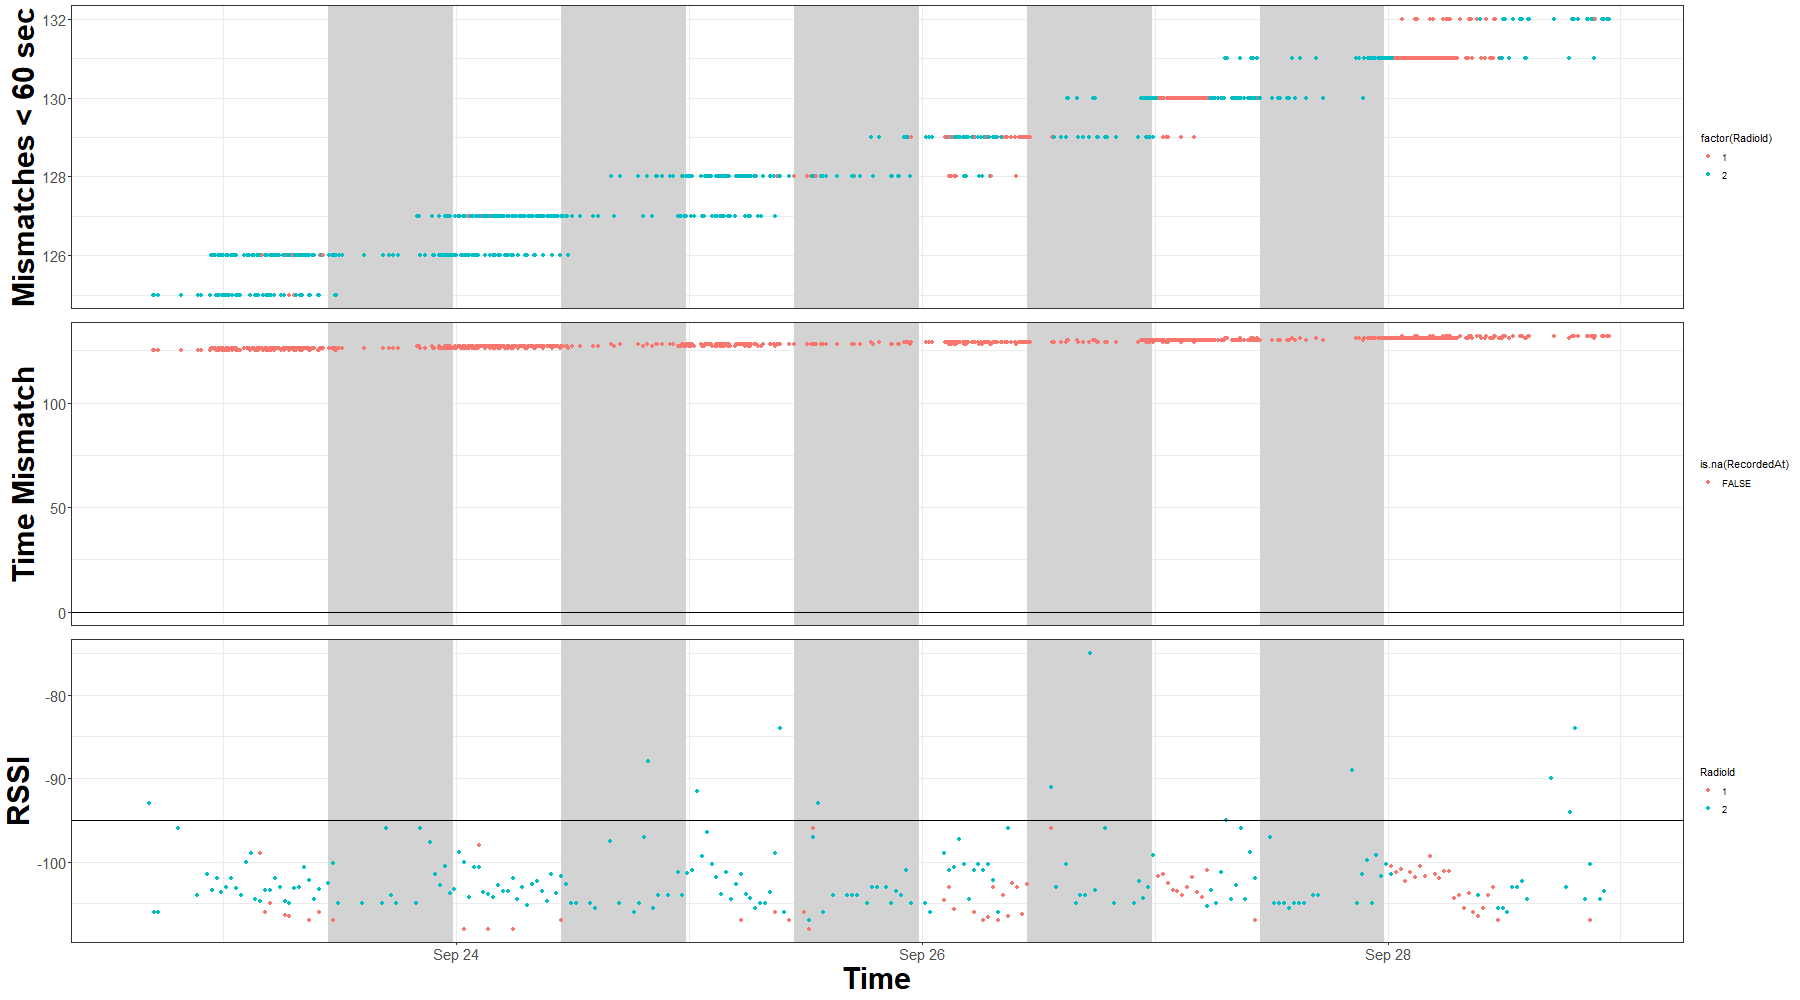 Mismatches < 60 sec
132
130
128
126
factor(RadioId)
1
2
Time Mismatch
100
50
0
is.na(RecordedAt)
FALSE
RSSI
-80
-90
-100
RadioId
1
2
Sep 24
Sep 26
Sep 28
Time